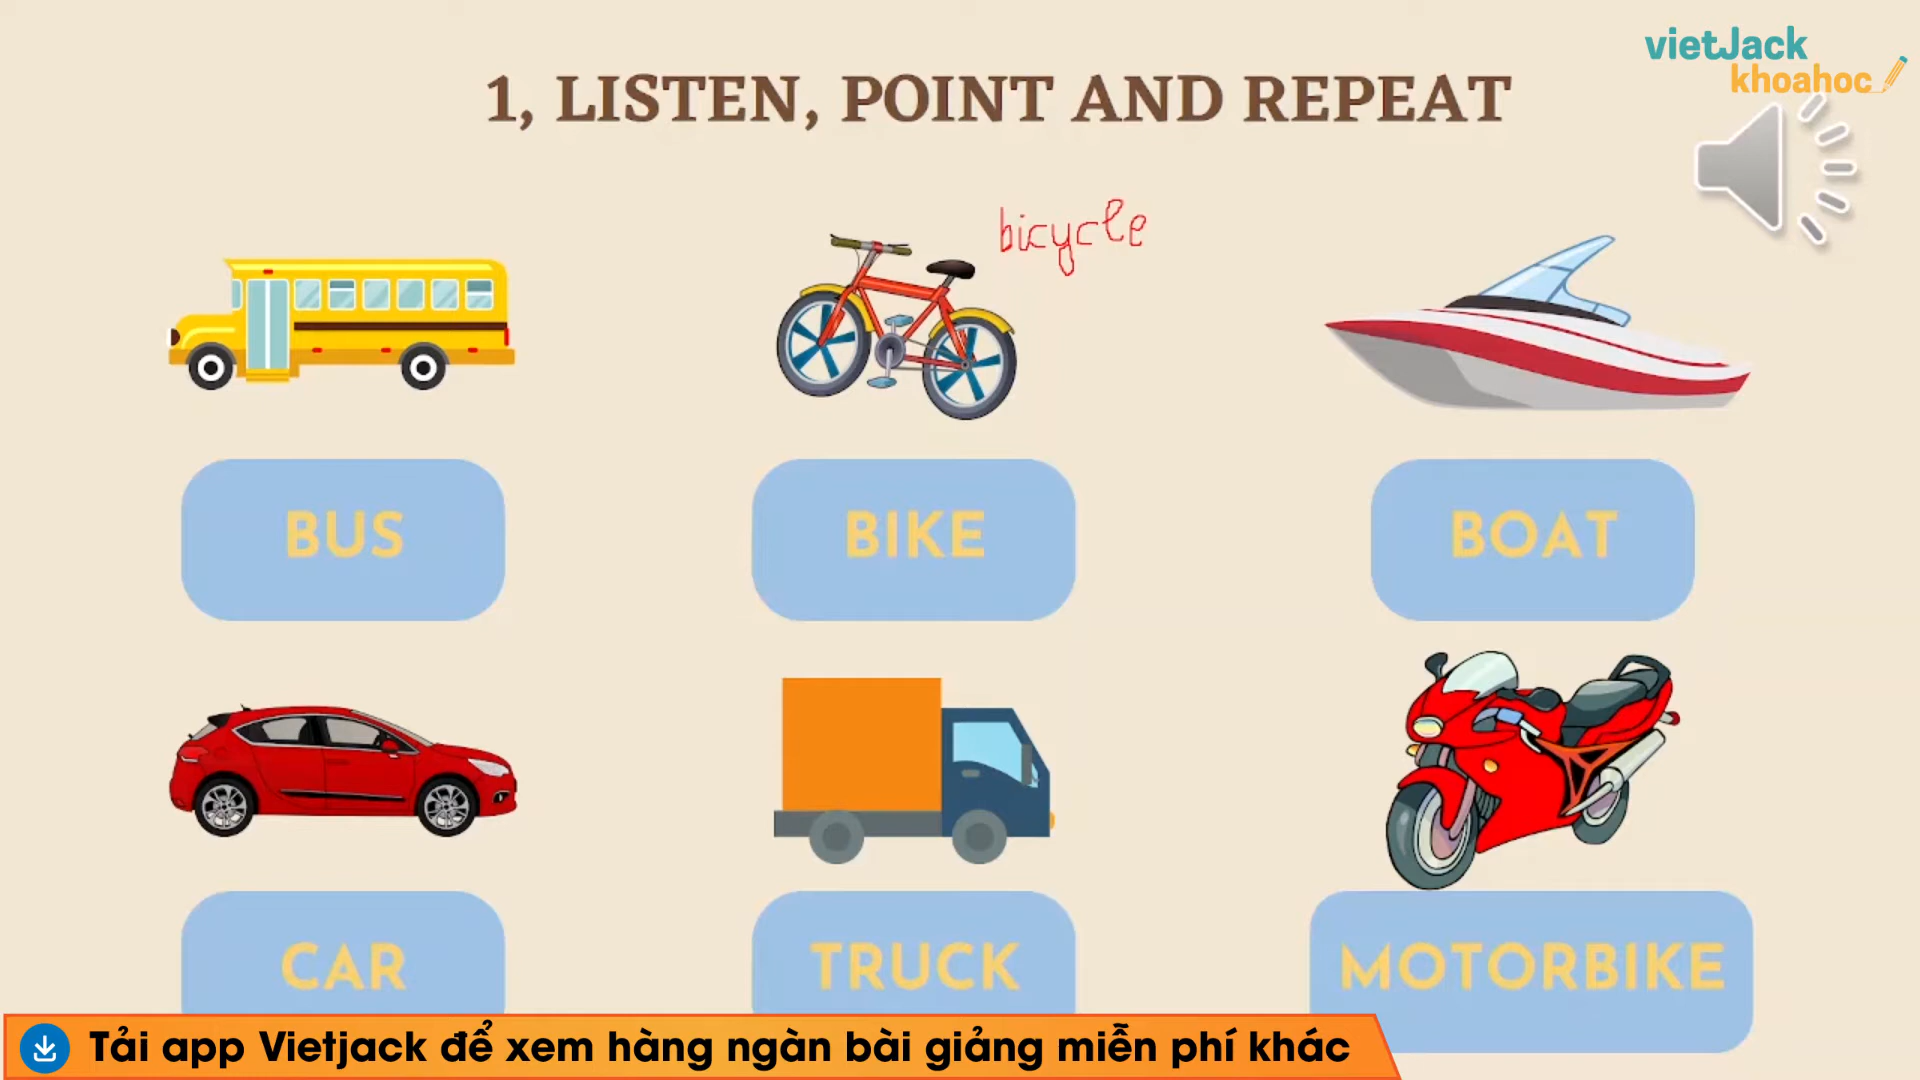 vietJack
khoahoc
1, LISTEN, POINT AND REPEAT
bicycle
BUS
BIKE
BOAT
CAR
TRUCK
MOTORBIKE
Tải app Vietjack để xem hàng ngàn bài giảng miễn phí khác